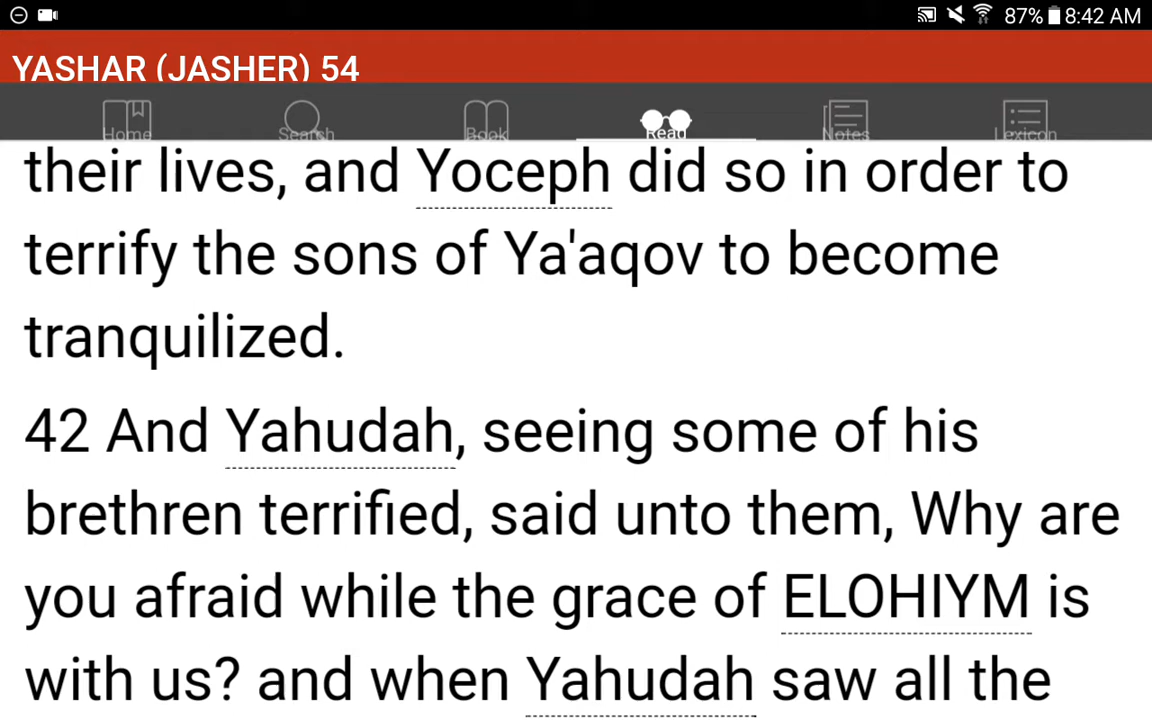 87% 8:42 AM
YASHAR (JASHER) 54
Home Search Book Read Notes Lexicon
their lives, and Yoceph did so in order to
terrify the sons of Ya'aqov to become
tranquilized.
42 And Yahudah, seeing some of his
brethren terrified, said unto them, Why are
you afraid while the grace of ELOHIYM is
with us? and when Yahudah saw all the